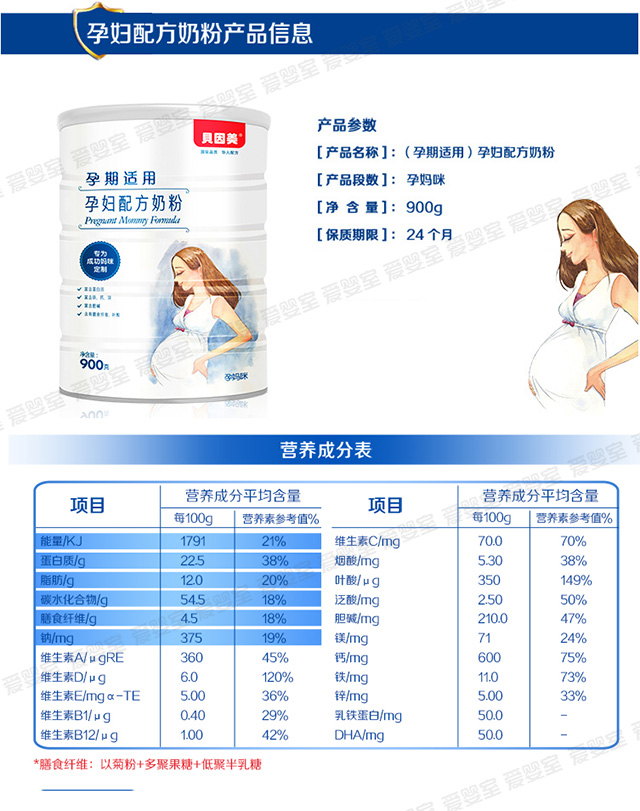 孕妇配方奶粉产品信息
貝因美®
孕期适用
孕妇配方奶粉
Pregnant Mommy Formula
专为
成功妈咪
定制
净含量:
900克
孕妈咪
产品参数
[ 产品名称 ] : （孕期适用）孕妇配方奶粉
[ 产品段数 ] : 孕妈咪
[ 净 含 量 ] : 900g
[ 保质期限 ] : 24 个月
营养成分表
项目 营养成分平均含量 项目 营养成分平均含量
每100g 营养素参考值% 每100g 营养素参考值%
能量/KJ 1791 21% 维生素C/mg 70.0 70%
蛋白质/g 22.5 38% 烟酸/mg 5.30 38%
脂肪/g 12.0 20% 叶酸/μg 350 149%
碳水化合物/g 54.5 18% 泛酸/mg 2.50 50%
膳食纤维/g 4.5 18% 胆碱/mg 210.0 47%
钠/mg 375 19% 镁/mg 71 24%
维生素A/μgRE 360 45% 钙/mg 600 75%
维生素D/μg 6.0 120% 铁/mg 11.0 73%
维生素E/mgα-TE 5.00 36% 锌/mg 5.00 33%
维生素B1/μg 0.40 29% 乳铁蛋白/mg 50.0 –
维生素B12/μg 1.00 42% DHA/mg 50.0 –
*膳食纤维：以菊粉+多聚果糖+低聚半乳糖
爱婴室